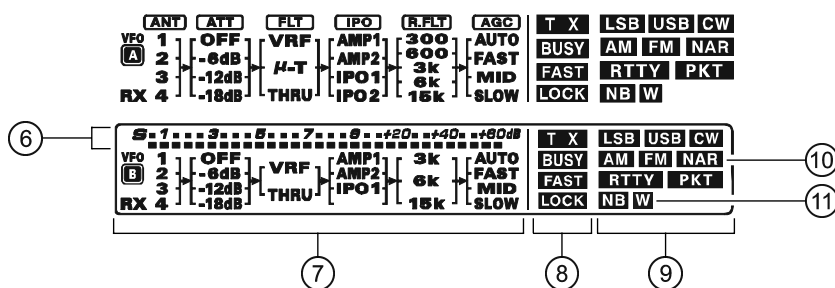 ANT ATT FLT IPO R.FLT AGC T X LSB USB CW
VFO 1 OFF VRF AMP1 300 AUTO
A 2 -6dB μ-T AMP2 600 FAST BUSY AM FM NAR
3 -12dB IPO1 3k MID FAST RTTY PKT
6k
RX 4 -18dB THRU IPO2 15k SLOW LOCK NB W
6 S 1 3 5 7 9 +20 +40 +60dB T X LSB USB CW
VFO 1 OFF VRF AMP1 3k AUTO BUSY AM FM NAR 10
B 2 -6dB AMP2 6k FAST
3 -12dB THRU IPO1 MID FAST RTTY PKT
RX 4 -18dB 15k SLOW LOCK NB W 11
7 8 9